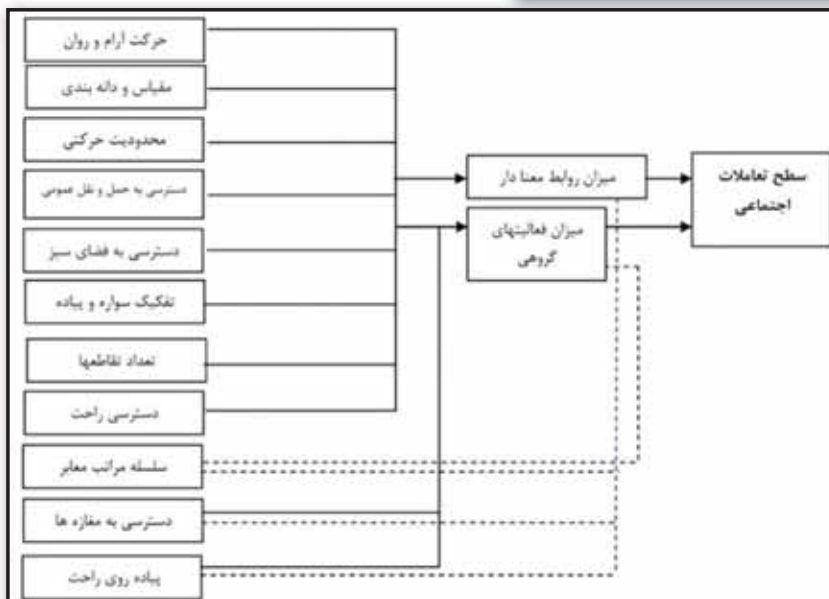 حرکت آرام و روان
مقیاس و دانه بندی
محدودیت حرکتی
دسترسی به حمل و نقل عمومی
دسترسی به فضای سبز
تفکیک سواره و پیاده
تعداد تقاطعها
دسترسی راحت
سلسله مراتب معابر
دسترسی به مغازه ها
پیاده روی راحت
میزان روابط معنا دار
میزان فعالیتهای
گروهی
سطح تعاملات
اجتماعی